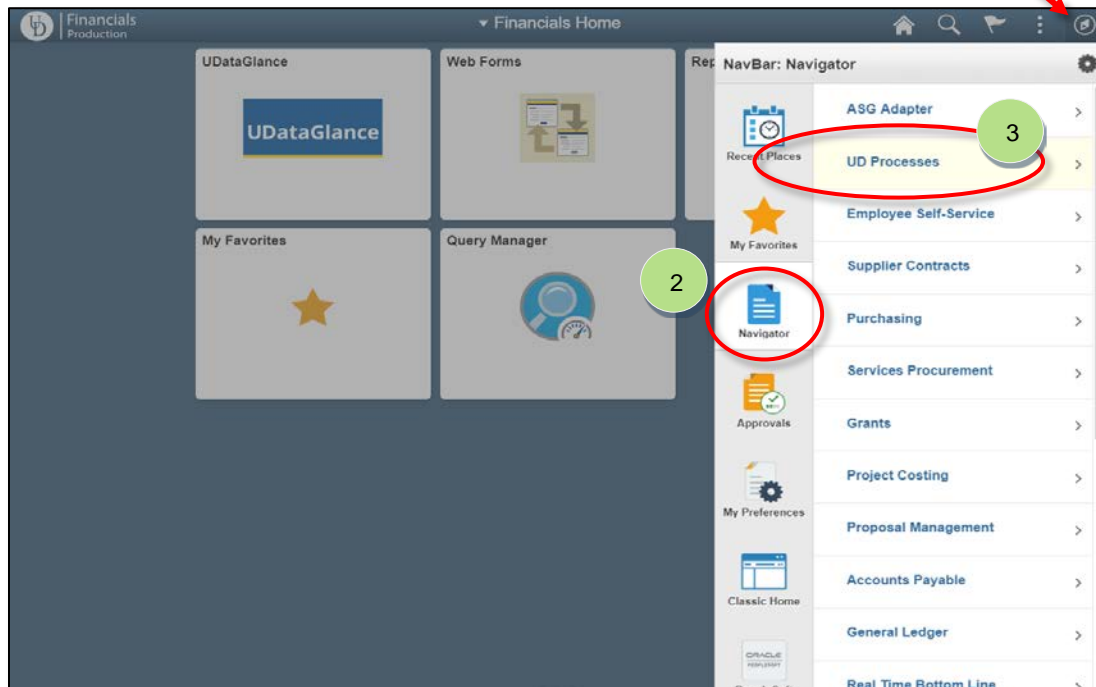 UD
Financials
Production
Financials Home
UDataGlance
UDataGlance
Web Forms
Rep
My Favorites
Query Manager
NavBar: Navigator
Recent Places
My Favorites
2
Navigator
Approvals
My Preferences
Classic Home
ORACLE
PEOPLESOFT
ASG Adapter
3
UD Processes
Employee Self-Service
Supplier Contracts
Purchasing
Services Procurement
Grants
Project Costing
Proposal Management
Accounts Payable
General Ledger
Real Time Bottom Line